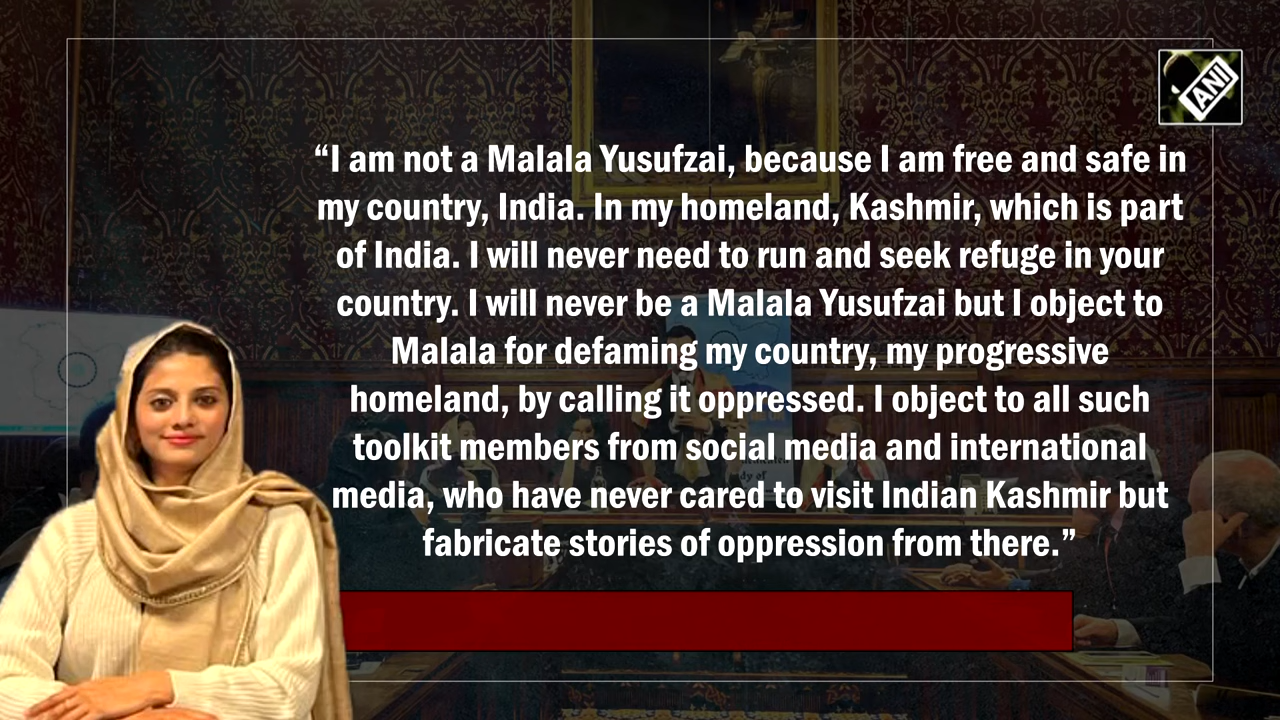 ANI
“I am not a Malala Yusufzai, because I am free and safe in
my country, India. In my homeland, Kashmir, which is part
of India. I will never need to run and seek refuge in your
country. I will never be a Malala Yusufzai but I object to
Malala for defaming my country, my progressive
homeland, by calling it oppressed. I object to all such
toolkit members from social media and international
media, who have never cared to visit Indian Kashmir but
fabricate stories of oppression from there.”